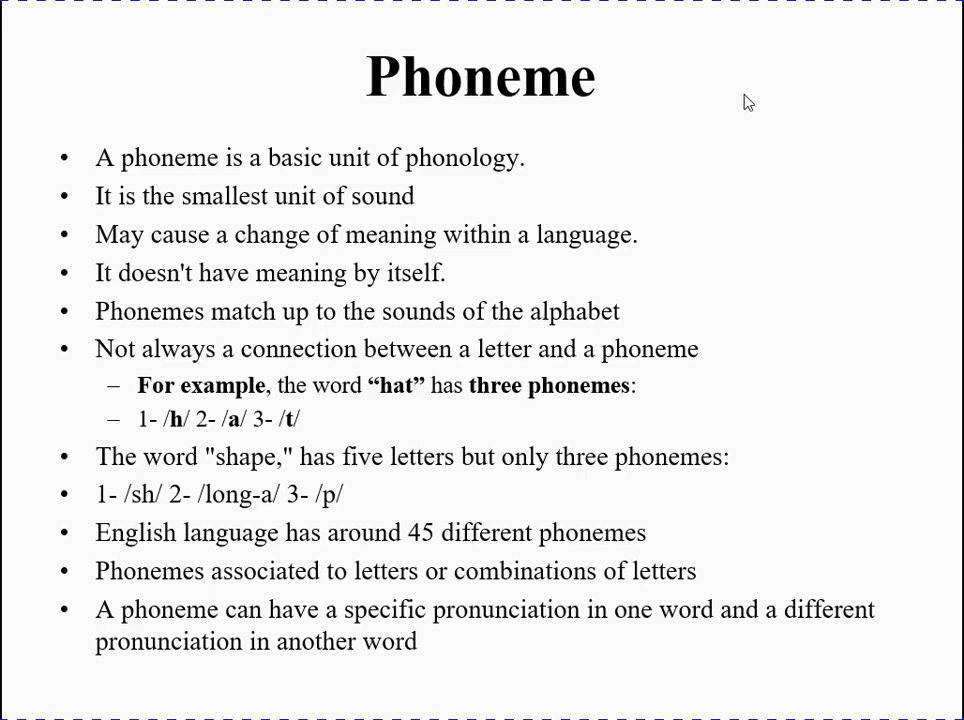 Phoneme
• A phoneme is a basic unit of phonology.
• It is the smallest unit of sound
• May cause a change of meaning within a language.
• It doesn't have meaning by itself.
• Phonemes match up to the sounds of the alphabet
• Not always a connection between a letter and a phoneme
– For example, the word “hat” has three phonemes:
– 1- /h/ 2- /a/ 3- /t/
• The word "shape," has five letters but only three phonemes:
• 1- /sh/ 2- /long-a/ 3- /p/
• English language has around 45 different phonemes
• Phonemes associated to letters or combinations of letters
• A phoneme can have a specific pronunciation in one word and a different
pronunciation in another word